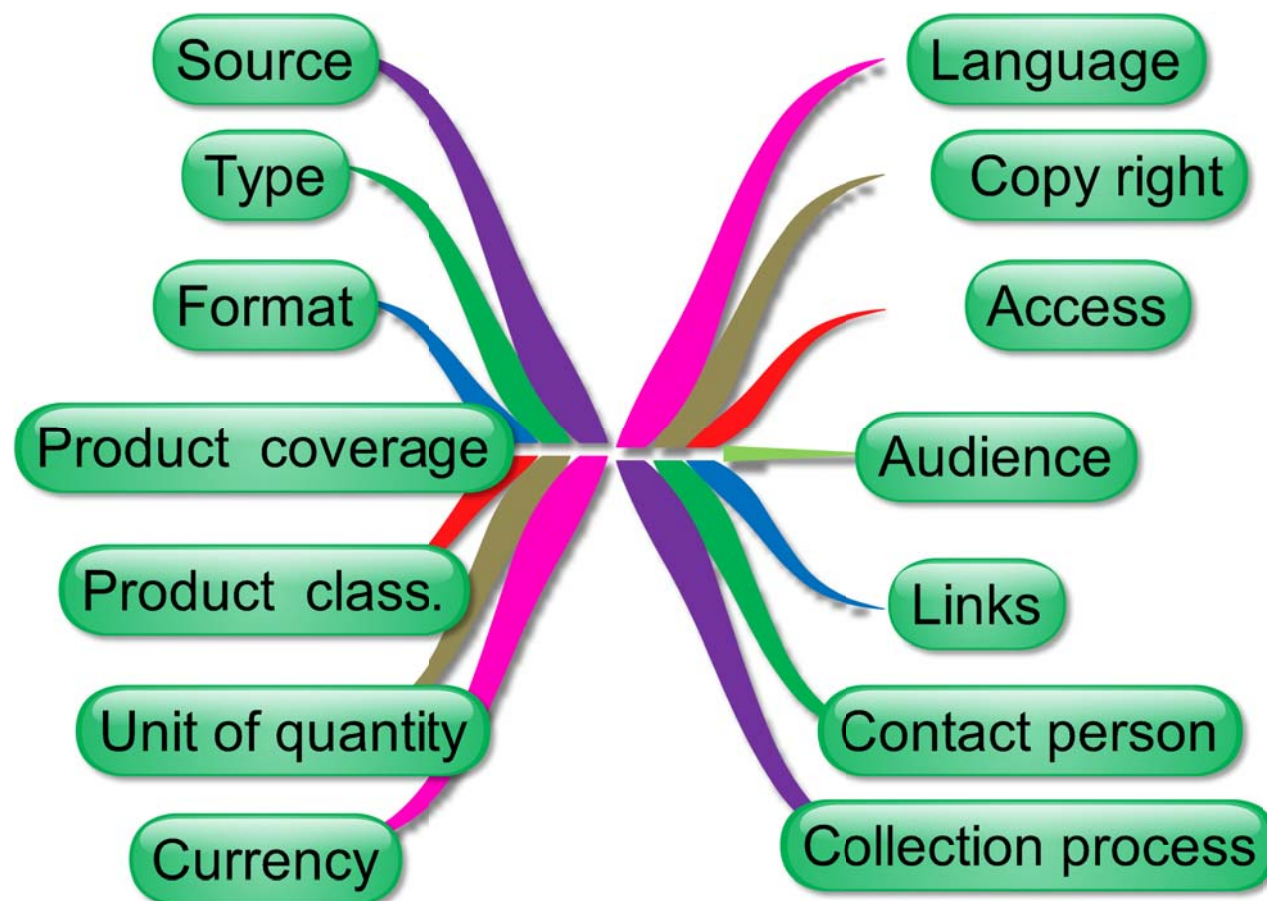 Source
Type
Format
Product coverage
Product class.
Unit of quantity
Currency
Language
Copy right
Access
Audience
Links
Contact person
Collection process